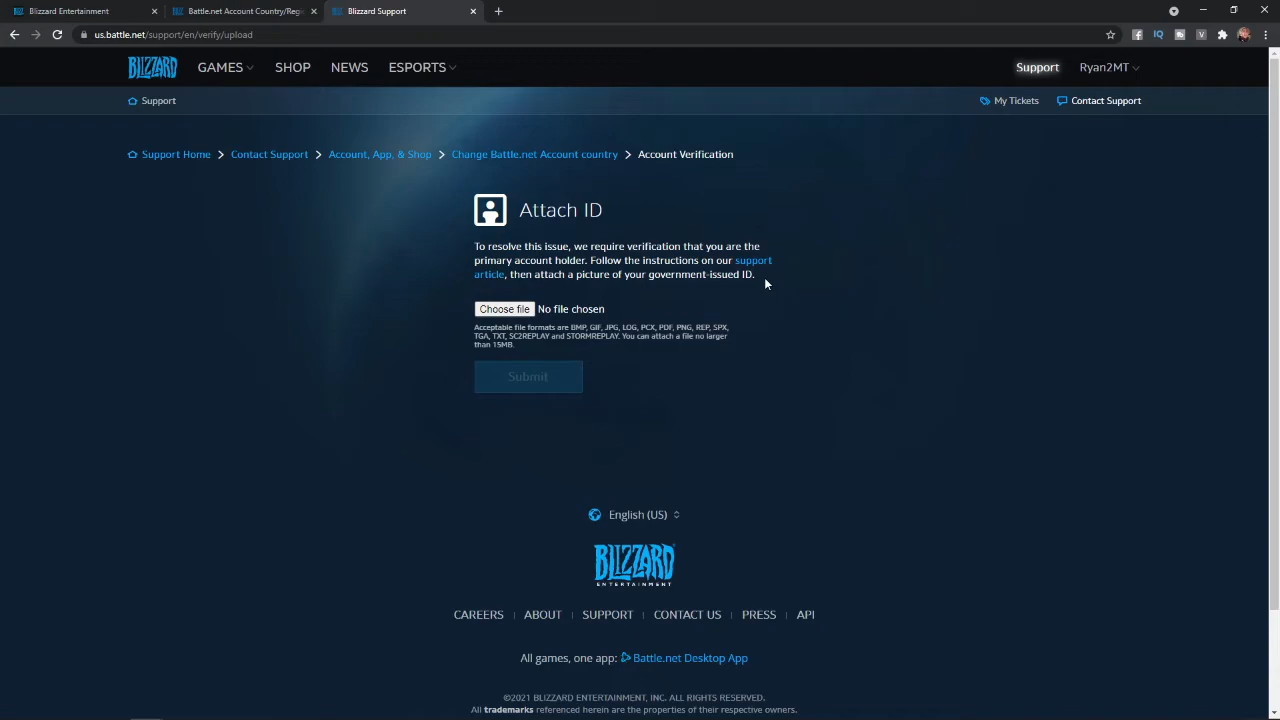 Blizzard Entertainment
Battle.net Account Country/Regi
Blizzard Support
us.battle.net/support/en/verify/upload
BLIZZARD GAMES SHOP NEWS ESPORTS Support Ryan2MT
Support My Tickets Contact Support
Support Home > Contact Support > Account, App, & Shop > Change Battle.net Account country > Account Verification
Attach ID
To resolve this issue, we require verification that you are the
primary account holder. Follow the instructions on our support
article, then attach a picture of your government-issued ID.
Choose file No file chosen
Acceptable file formats are BMP, GIF, JPG, LOG, PCX, PDF, PNG, REP, SPX,
TGA, TXT, SC2REPLAY and STORMREPLAY. You can attach a file no larger
than 15MB.
Submit
English (US)
BLIZZARD
ENTERTAINMENT
CAREERS | ABOUT | SUPPORT | CONTACT US | PRESS | API
All games, one app: Battle.net Desktop App
©2021 BLIZZARD ENTERTAINMENT, INC. ALL RIGHTS RESERVED.
All trademarks referenced herein are the properties of their respective owners.